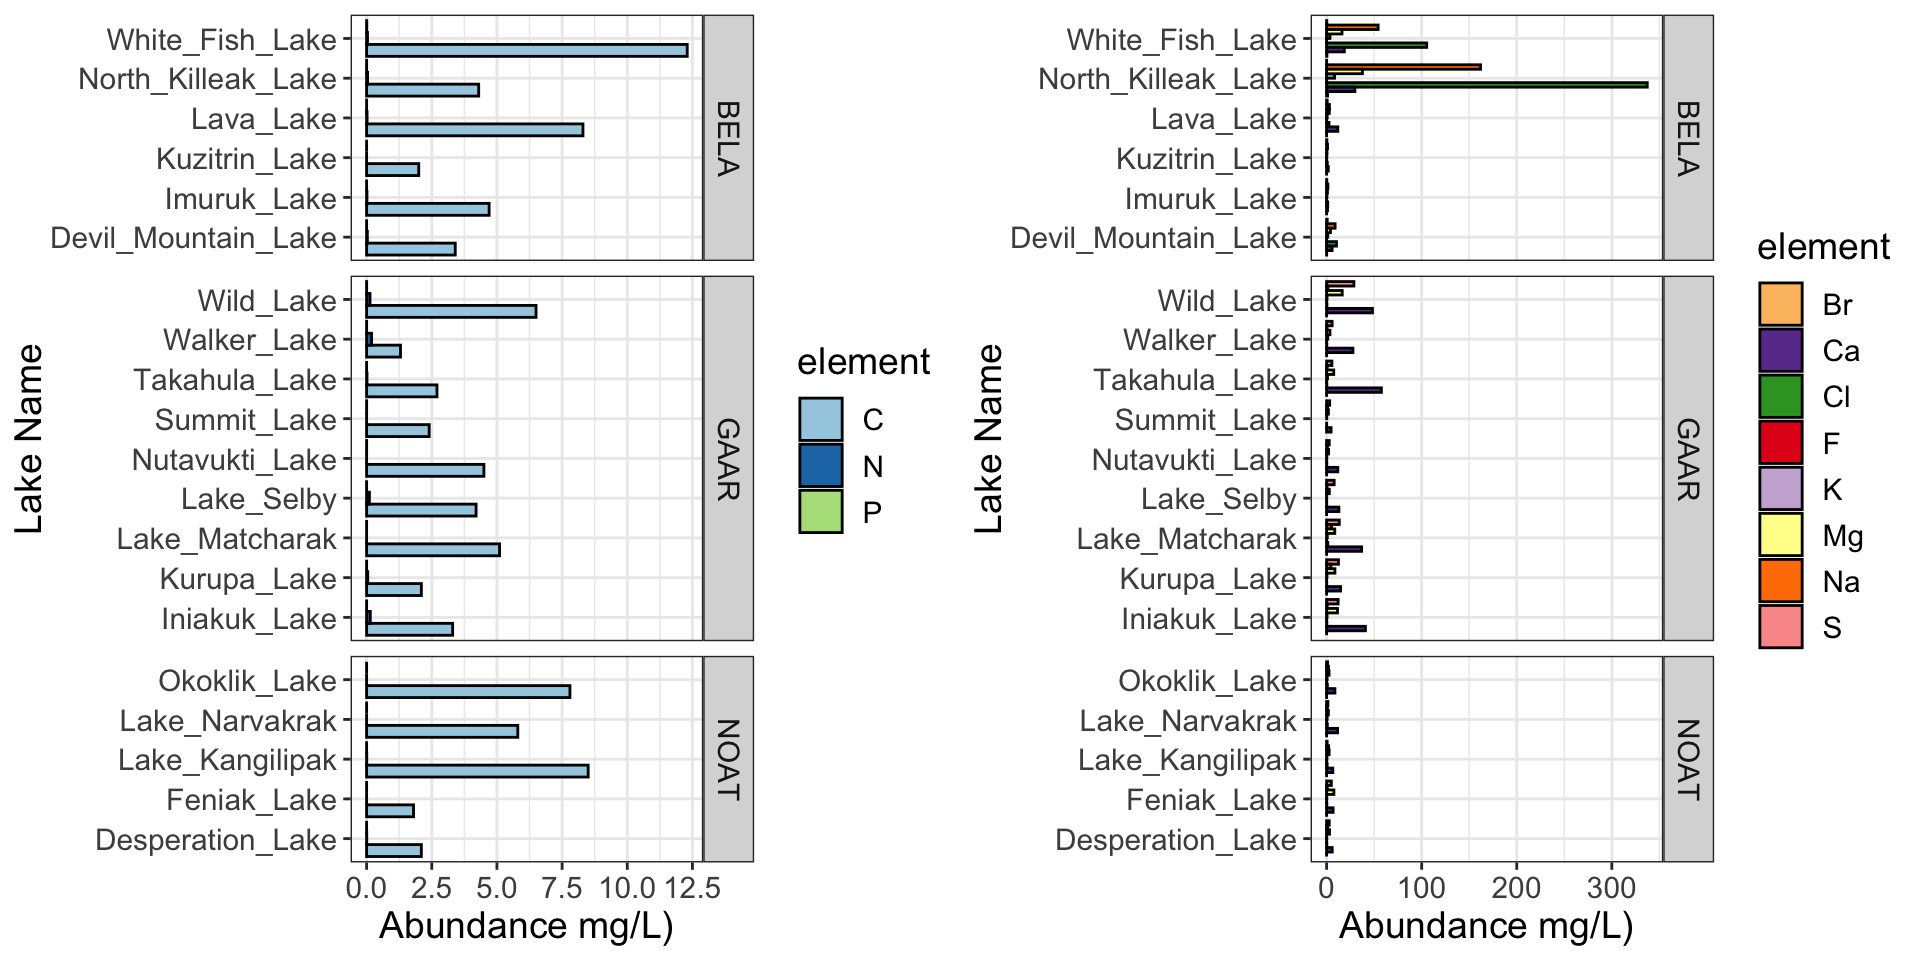 White_Fish_Lake
North_Killeak_Lake
Lava_Lake
Kuzitrin_Lake
Imuruk_Lake
Devil_Mountain_Lake
BELA
Wild_Lake
Walker_Lake
Takahula_Lake
Summit_Lake
Nutavukti_Lake
Lake_Selby
Lake_Matcharak
Kurupa_Lake
Iniakuk_Lake
GAAR
Okoklik_Lake
Lake_Narvakrak
Lake_Kangilipak
Feniak_Lake
Desperation_Lake
NOAT
Lake Name
0.0 2.5 5.0 7.5 10.0 12.5
Abundance mg/L)
element
C
N
P
White_Fish_Lake
North_Killeak_Lake
Lava_Lake
Kuzitrin_Lake
Imuruk_Lake
Devil_Mountain_Lake
BELA
Wild_Lake
Walker_Lake
Takahula_Lake
Summit_Lake
Nutavukti_Lake
Lake_Selby
Lake_Matcharak
Kurupa_Lake
Iniakuk_Lake
GAAR
Okoklik_Lake
Lake_Narvakrak
Lake_Kangilipak
Feniak_Lake
Desperation_Lake
NOAT
Lake Name
0 100 200 300
Abundance mg/L)
element
Br
Ca
Cl
F
K
Mg
Na
S